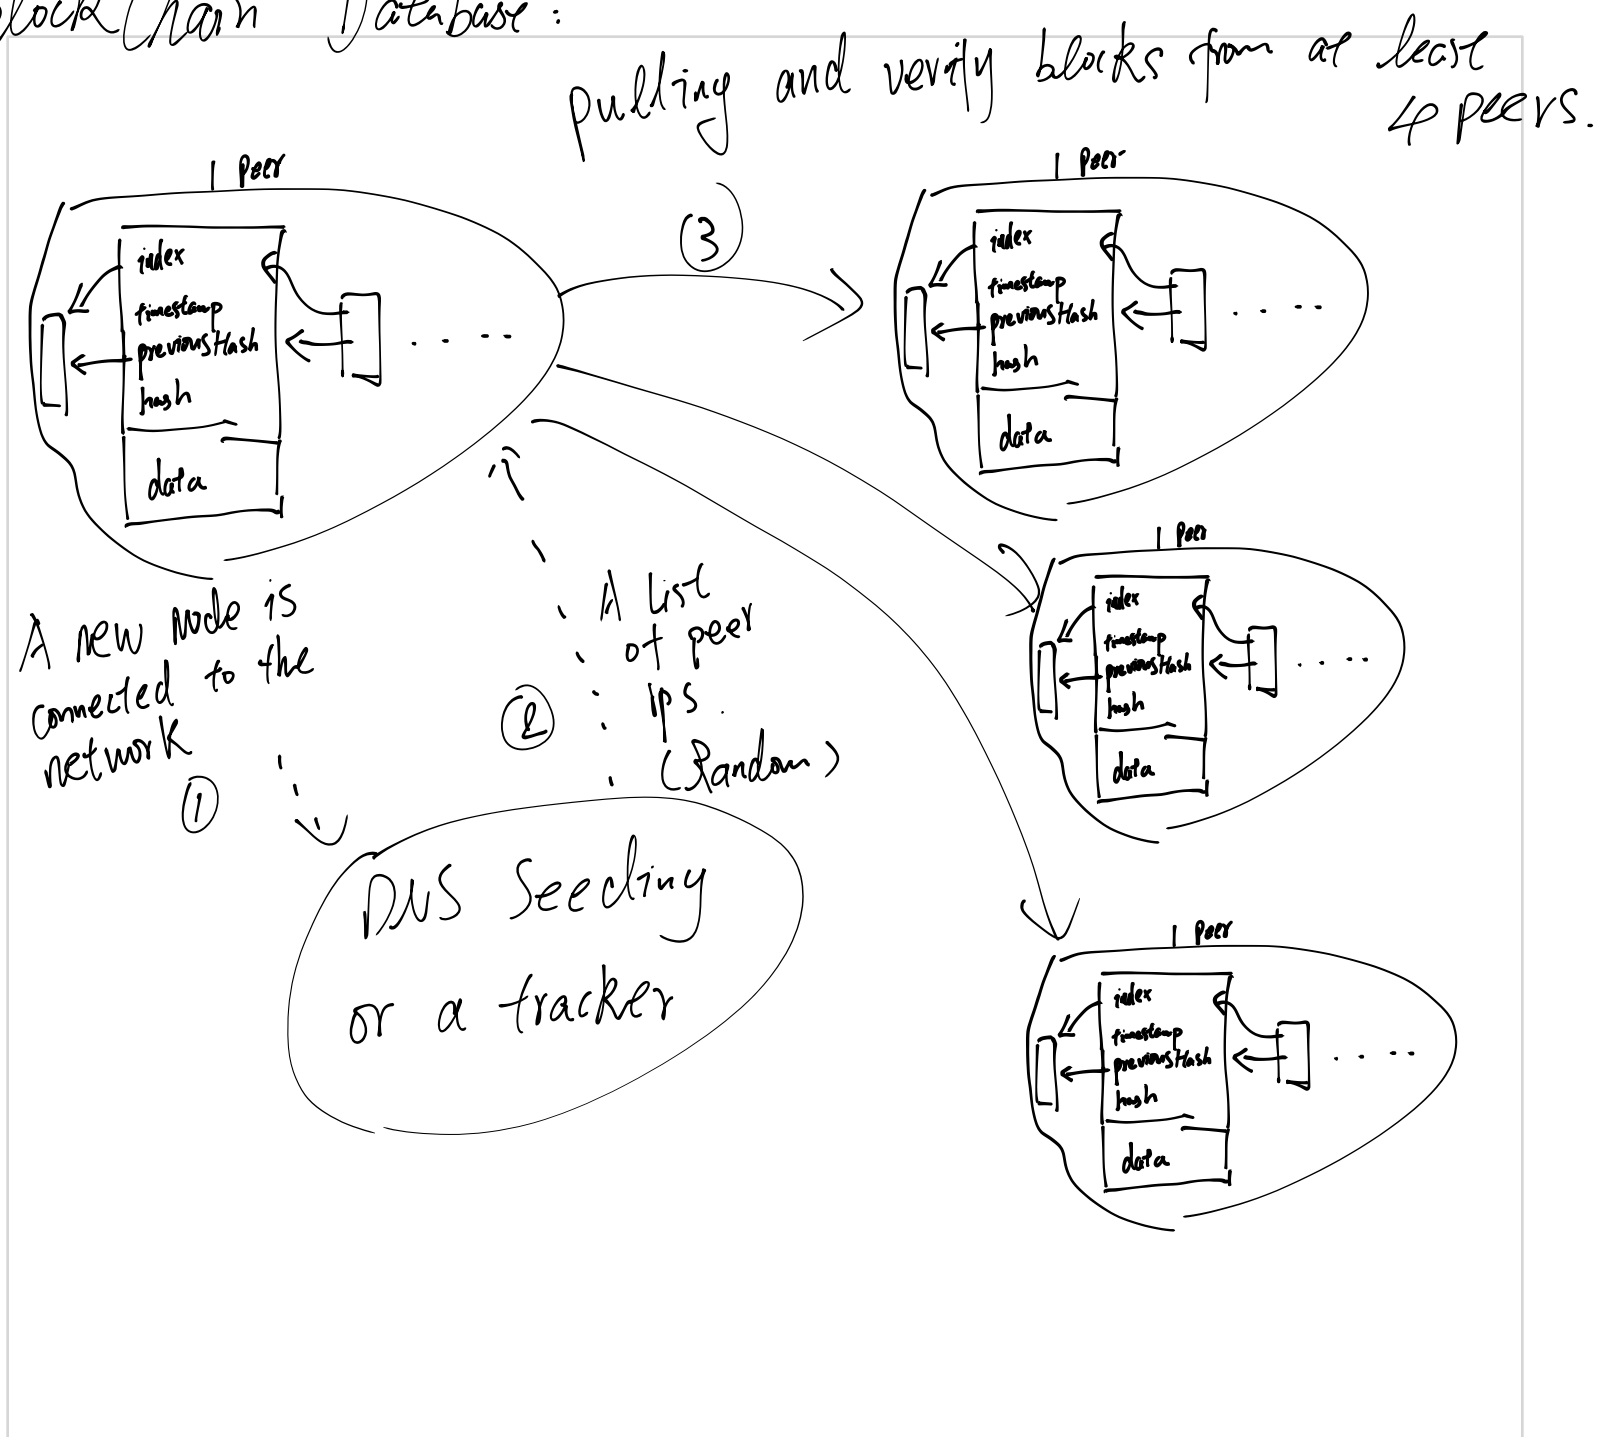 BlockChain Database:
pulling and verify blocks from at least
4 peers.
1 Peer
index
timestamp
previousHash
hash
data
. . . . .
3
1 Peer
index
timestamp
previousHash
hash
data
. . . . .
A new node is
connected to the
network
1
2
A list
of peer
ips.
(Random)
1 Peer
index
timestamp
previousHash
hash
data
. . . . .
DNS Seeding
or a tracker
1 Peer
index
timestamp
previousHash
hash
data
. . . . .